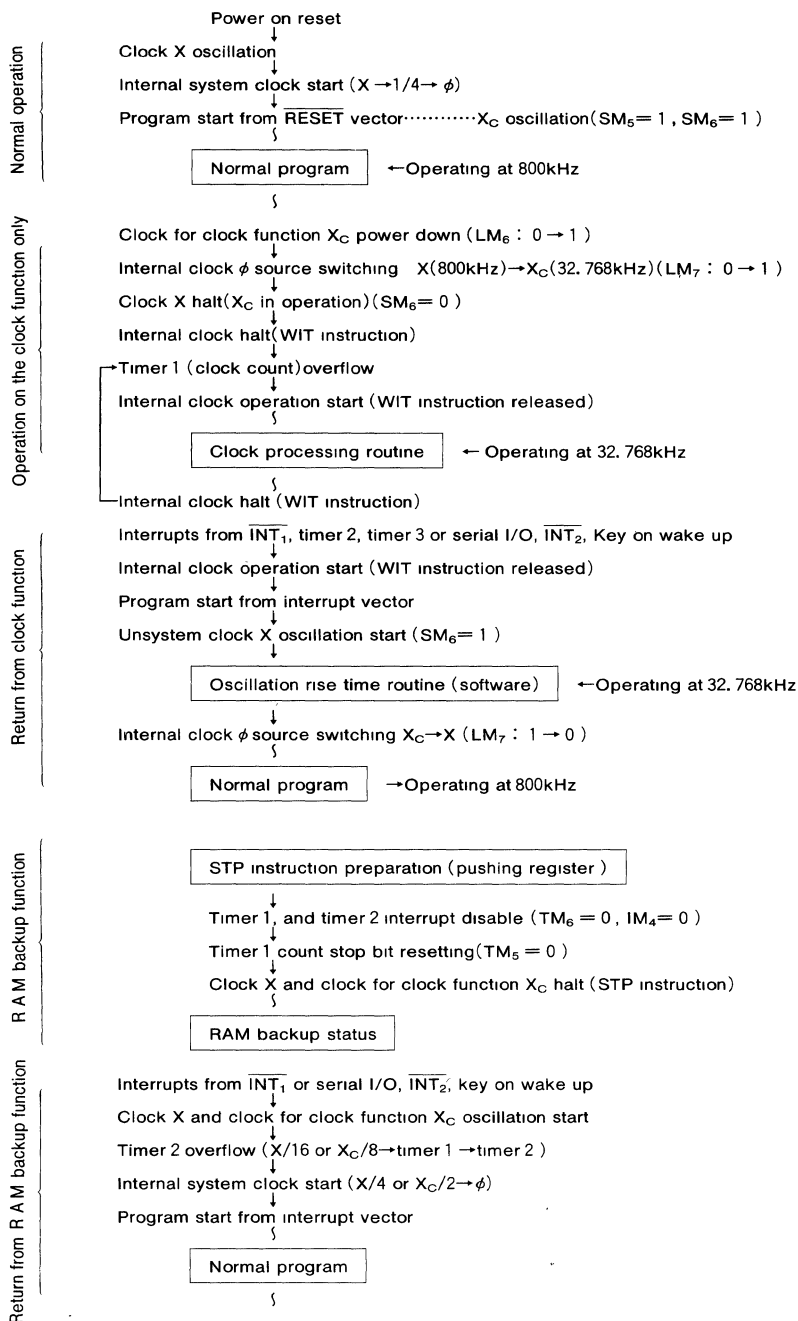 Power on reset
↓
Normal operation
Clock X oscillation
↓
Internal system clock start (X →1/4→ φ)
↓
Program start from RESET vector············X_C oscillation(SM5= 1 , SM6= 1 )
Normal program ←Operating at 800kHz
Operation on the clock function only
Clock for clock function X_C power down (LM6 : 0 → 1 )
↓
Internal clock φ source switching X(800kHz)→X_C(32. 768kHz)(LM7 : 0 → 1 )
↓
Clock X halt(X_C in operation)(SM6= 0 )
↓
Internal clock halt(WIT instruction)
↓
→Timer 1 (clock count)overflow
↓
Internal clock operation start (WIT instruction released)
Clock processing routine ← Operating at 32. 768kHz
Internal clock halt (WIT instruction)
Return from clock function
Interrupts from INT1, timer 2, timer 3 or serial I/O, INT2, Key on wake up
↓
Internal clock operation start (WIT instruction released)
↓
Program start from interrupt vector
↓
Unsystem clock X oscillation start (SM6= 1 )
↓
Oscillation rise time routine (software) ←Operating at 32. 768kHz
↓
Internal clock φ source switching X_C→X (LM7 : 1 → 0 )
Normal program →Operating at 800kHz
RAM backup function
STP instruction preparation (pushing register )
↓
Timer 1, and timer 2 interrupt disable (TM6 = 0 , IM4=0 )
↓
Timer 1 count stop bit resetting(TM5 = 0 )
↓
Clock X and clock for clock function X_C halt (STP instruction)
RAM backup status
Return from RAM backup function
Interrupts from INT1 or serial I/O, INT2, key on wake up
↓
Clock X and clock for clock function X_C oscillation start
↓
Timer 2 overflow (X/16 or X_C/8→timer 1 →timer 2 )
↓
Internal system clock start (X/4 or X_C/2→φ)
↓
Program start from interrupt vector
Normal program